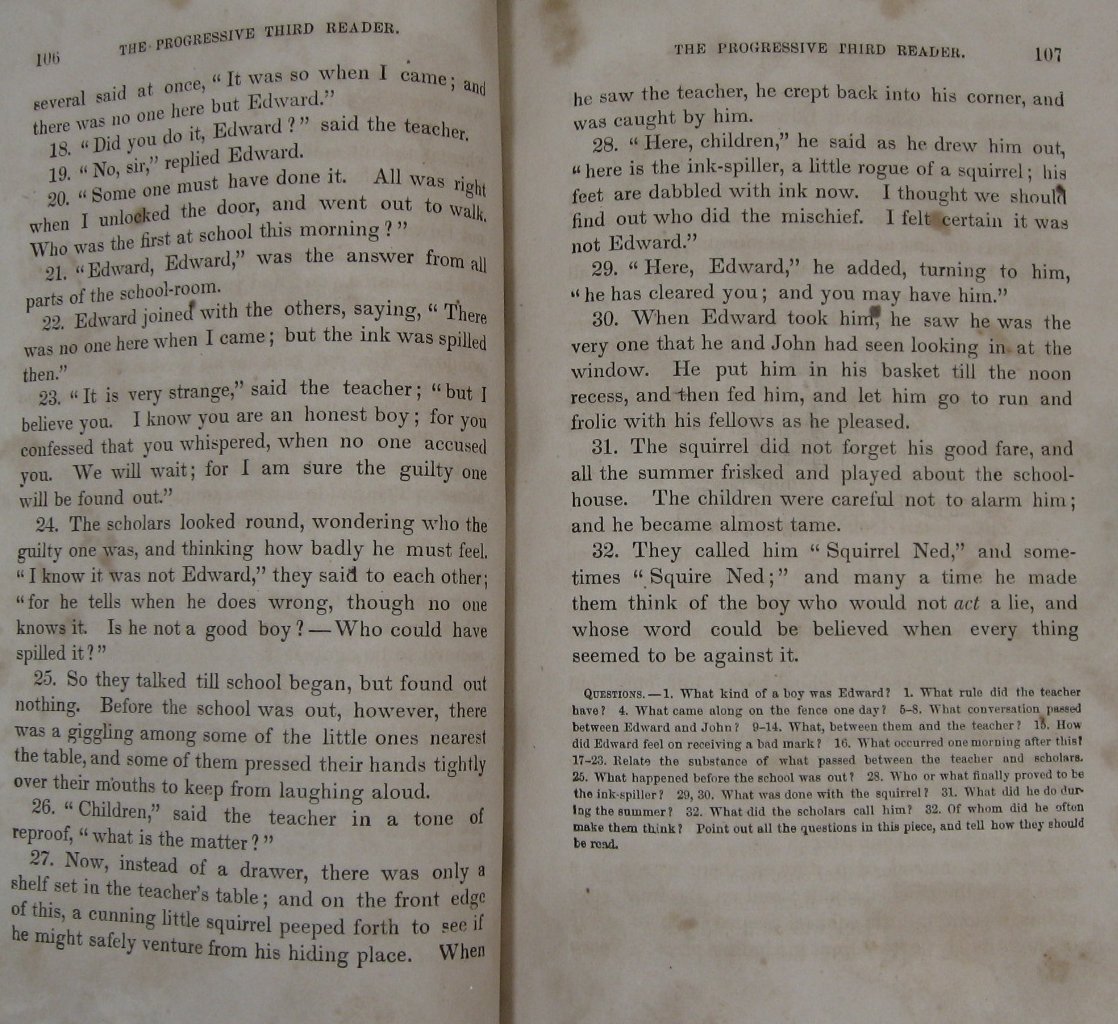 106 THE PROGRESSIVE THIRD READER.
several said at once, “It was so when I came; and
there was no one here but Edward.”
18. “Did you do it, Edward?” said the teacher.
19. “No, sir,” replied Edward.
20. “Some one must have done it. All was right
when I unlocked the door, and went out to walk.
Who was the first at school this morning?”
21. “Edward, Edward,” was the answer from all
parts of the school-room.
22. Edward joined with the others, saying, “There
was no one here when I came; but the ink was spilled
then.”
23. “It is very strange,” said the teacher; “but I
believe you. I know you are an honest boy; for you
confessed that you whispered, when no one accused
you. We will wait; for I am sure the guilty one
will be found out.”
24. The scholars looked round, wondering who the
guilty one was, and thinking how badly he must feel.
“I know it was not Edward,” they said to each other;
“for he tells when he does wrong, though no one
knows it. Is he not a good boy?—Who could have
spilled it?”
25. So they talked till school began, but found out
nothing. Before the school was out, however, there
was a giggling among some of the little ones nearest
the table, and some of them pressed their hands tightly
over their mouths to keep from laughing aloud.
26. “Children,” said the teacher in a tone of
reproof, “what is the matter?”
27. Now, instead of a drawer, there was only a
shelf set in the teacher's table; and on the front edge
of this, a cunning little squirrel peeped forth to see if
he might safely venture from his hiding place. When
THE PROGRESSIVE THIRD READER. 107
he saw the teacher, he crept back into his corner, and
was caught by him.
28. “Here, children,” he said as he drew him out,
“here is the ink-spiller, a little rogue of a squirrel; his
feet are dabbled with ink now. I thought we should
find out who did the mischief. I felt certain it was
not Edward.”
29. “Here, Edward,” he added, turning to him,
“he has cleared you; and you may have him.”
30. When Edward took him, he saw he was the
very one that he and John had seen looking in at the
window. He put him in his basket till the noon
recess, and then fed him, and let him go to run and
frolic with his fellows as he pleased.
31. The squirrel did not forget his good fare, and
all the summer frisked and played about the school-
house. The children were careful not to alarm him;
and he became almost tame.
32. They called him “Squirrel Ned,” and some-
times “Squire Ned;” and many a time he made
them think of the boy who would not act a lie, and
whose word could be believed when every thing
seemed to be against it.
QUESTIONS.—1. What kind of a boy was Edward? 1. What rule did the teacher
have? 4. What came along on the fence one day? 5-8. What conversation passed
between Edward and John? 9-14. What, between them and the teacher? 15. How
did Edward feel on receiving a bad mark? 16. What occurred one morning after this?
17-23. Relate the substance of what passed between the teacher and scholars.
25. What happened before the school was out? 28. Who or what finally proved to be
the ink-spiller? 29, 30. What was done with the squirrel? 31. What did he do dur-
ing the summer? 32. What did the scholars call him? 32. Of whom did he often
make them think? Point out all the questions in this piece, and tell how they should
be read.